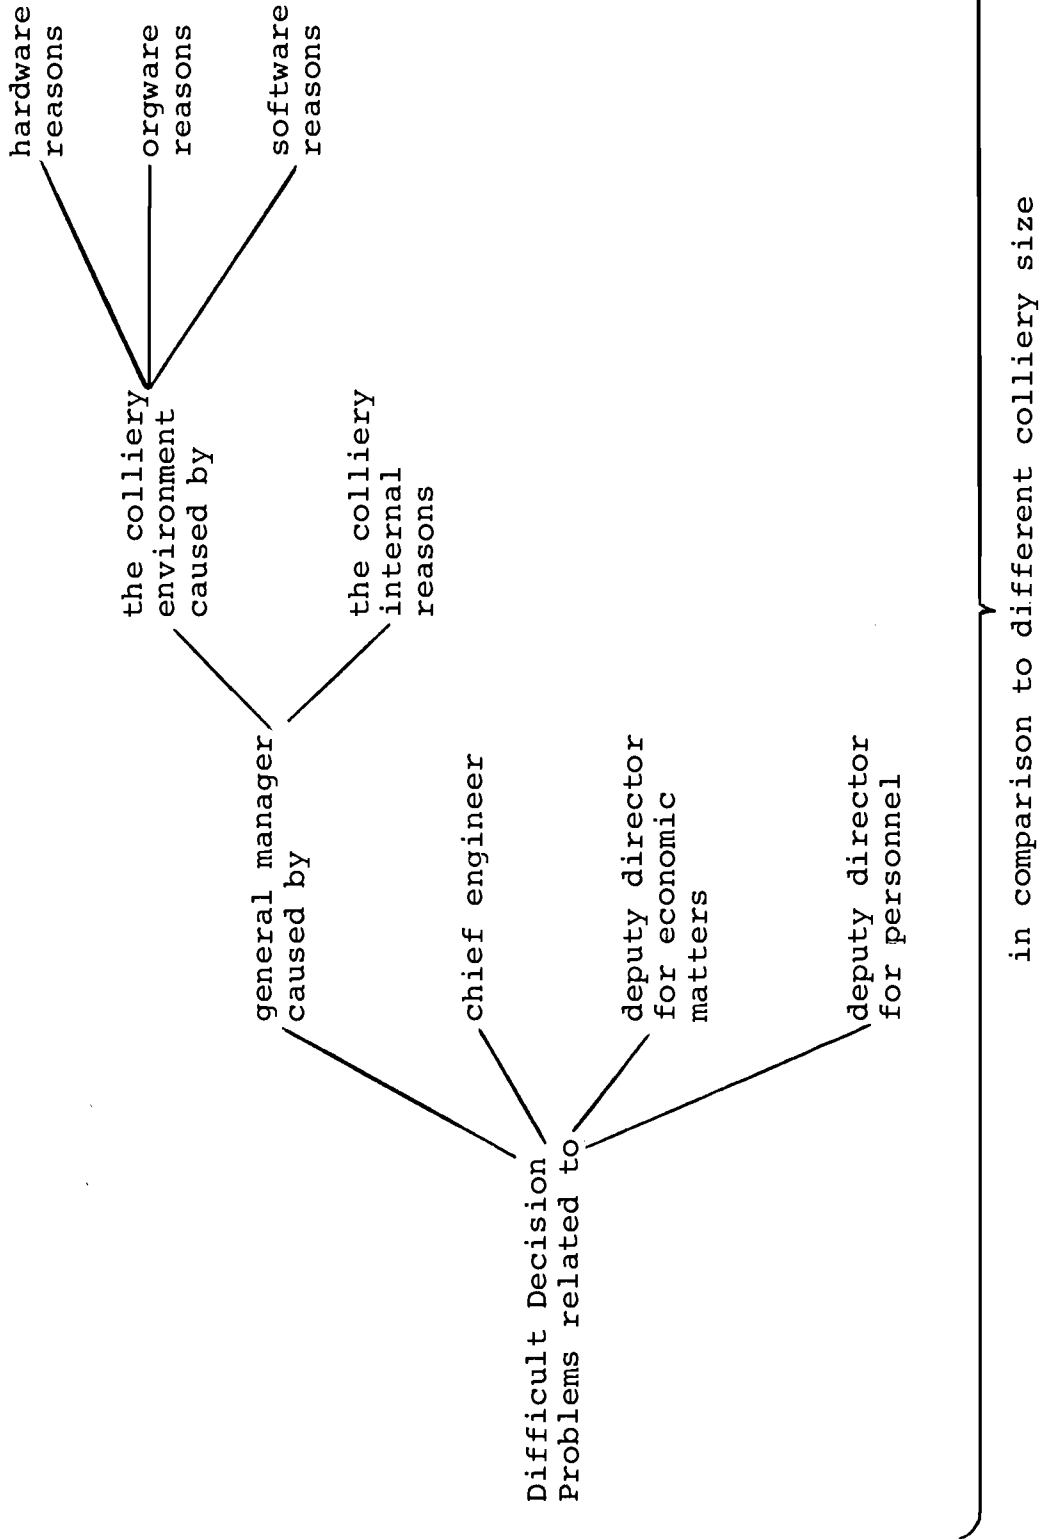 Difficult Decision
Problems related to
general manager
caused by
chief engineer
deputy director
for economic
matters
deputy director
for personnel
the colliery
environment
caused by
the colliery
internal
reasons
hardware
reasons
orgware
reasons
software
reasons
in comparison to different colliery size